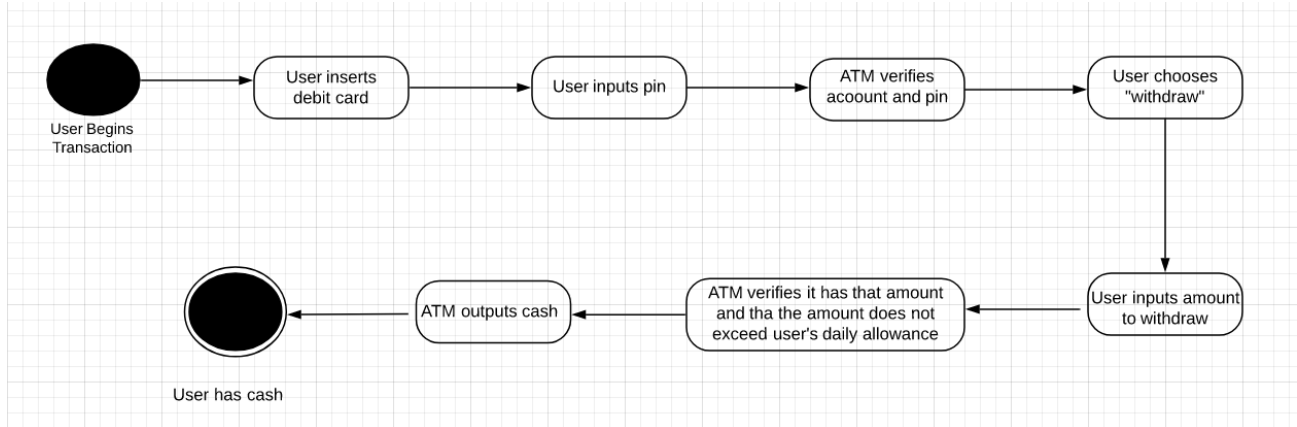 User Begins
Transaction
User inserts
debit card
User inputs pin
ATM verifies
acoount and pin
User chooses
"withdraw"
User inputs amount
to withdraw
ATM verifies it has that amount
and tha the amount does not
exceed user's daily allowance
ATM outputs cash
User has cash